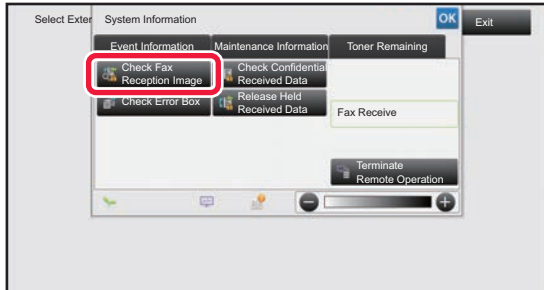 Select Exter
System Information
OK
Exit
Event Information
Maintenance Information
Toner Remaining
Check Fax
Reception Image
Check Confidential
Received Data
Check Error Box
Release Held
Received Data
Fax Receive
Terminate
Remote Operation